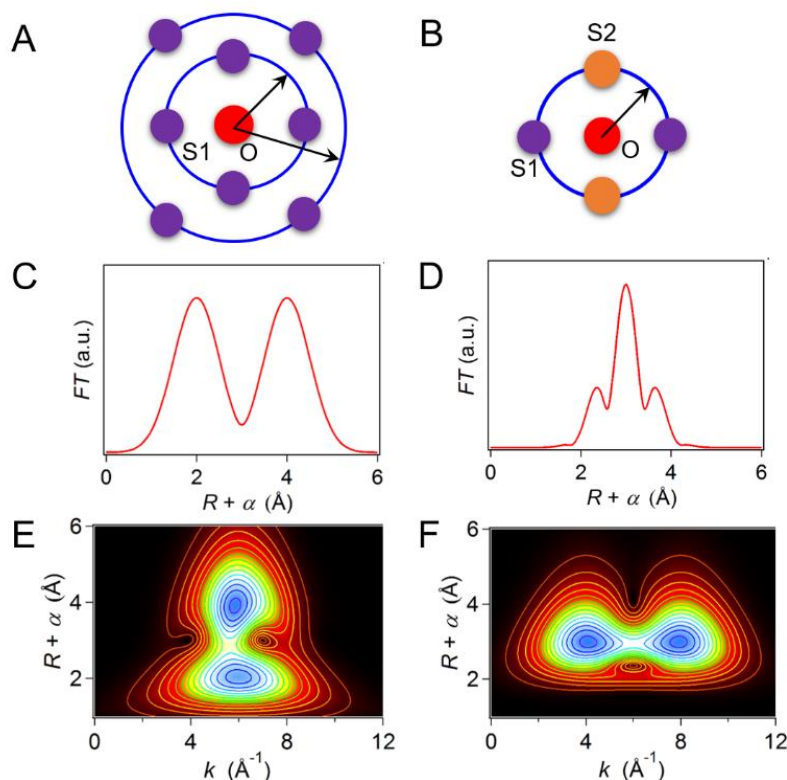 A
S1
O
B
S2
S1
O
C
FT (a.u.)
0 2 4 6
R + α (Å)
D
FT (a.u.)
0 2 4 6
R + α (Å)
E
R + α (Å)
6
4
2
0 4 8 12
k (Å⁻¹)
F
R + α (Å)
6
4
2
0 4 8 12
k (Å⁻¹)